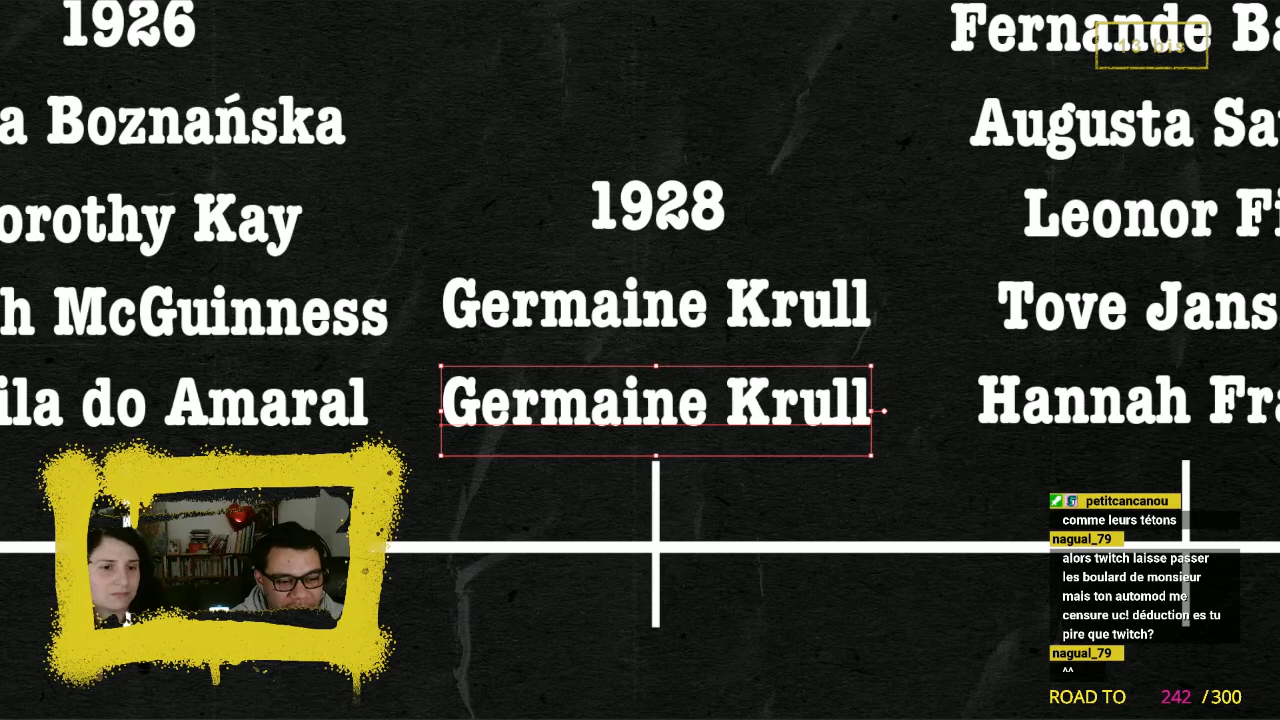 1926
a Boznańska
orothy Kay
h McGuinness
ila do Amaral
1928
Germaine Krull
Germaine Krull
Fernande Ba
13 bis
Augusta Sa
Leonor Fi
Tove Jans
Hannah Fra
petitcancanou
comme leurs tétons
nagual_79
alors twitch laisse passer
les boulard de monsieur
mais ton automod me
censure uc! déduction es tu
pire que twitch?
nagual_79
^^
ROAD TO 242 / 300